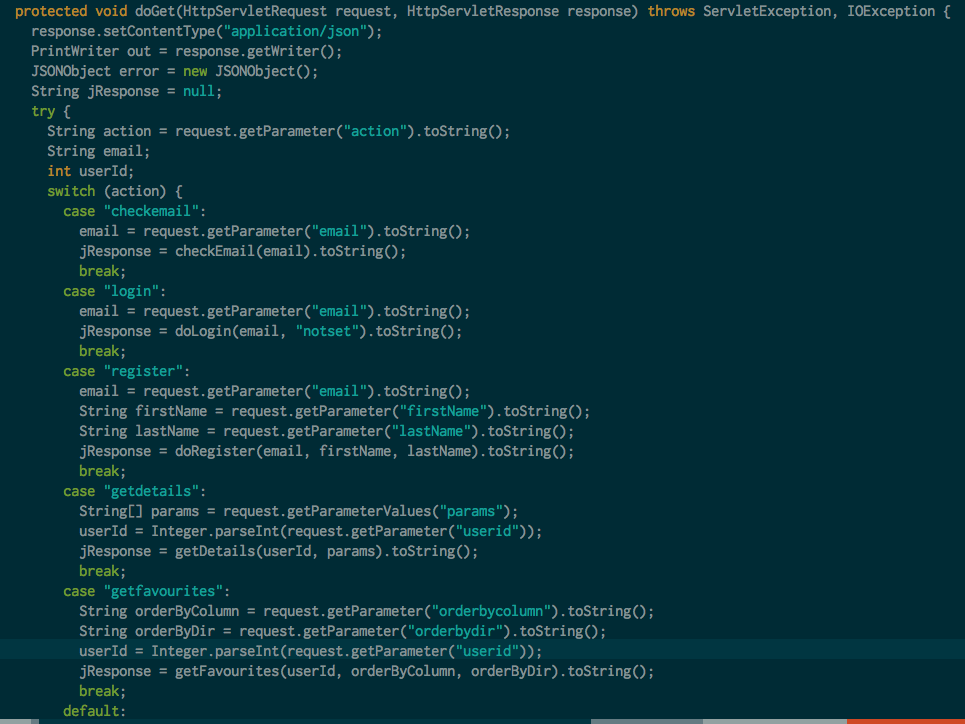 protected void doGet(HttpServletRequest request, HttpServletResponse response) throws ServletException, IOException {
response.setContentType("application/json");
PrintWriter out = response.getWriter();
JSONObject error = new JSONObject();
String jResponse = null;
try {
String action = request.getParameter("action").toString();
String email;
int userId;
switch (action) {
case "checkemail":
email = request.getParameter("email").toString();
jResponse = checkEmail(email).toString();
break;
case "login":
email = request.getParameter("email").toString();
jResponse = doLogin(email, "notset").toString();
break;
case "register":
email = request.getParameter("email").toString();
String firstName = request.getParameter("firstName").toString();
String lastName = request.getParameter("lastName").toString();
jResponse = doRegister(email, firstName, lastName).toString();
break;
case "getdetails":
String[] params = request.getParameterValues("params");
userId = Integer.parseInt(request.getParameter("userid"));
jResponse = getDetails(userId, params).toString();
break;
case "getfavourites":
String orderByColumn = request.getParameter("orderbycolumn").toString();
String orderByDir = request.getParameter("orderbydir").toString();
userId = Integer.parseInt(request.getParameter("userid"));
jResponse = getFavourites(userId, orderByColumn, orderByDir).toString();
break;
default: